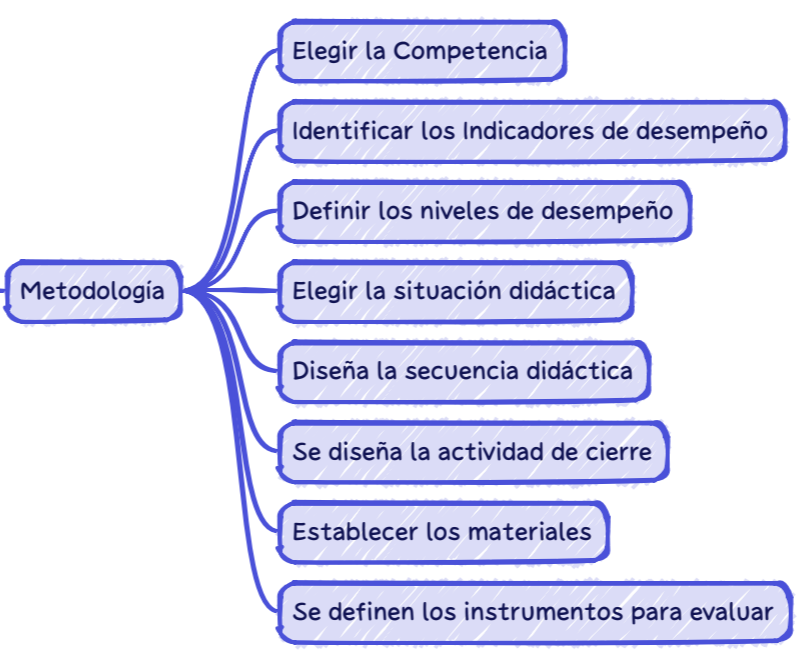 Elegir la Competencia
Identificar los Indicadores de desempeño
Definir los niveles de desempeño
Metodología
Elegir la situación didáctica
Diseña la secuencia didáctica
Se diseña la actividad de cierre
Establecer los materiales
Se definen los instrumentos para evaluar